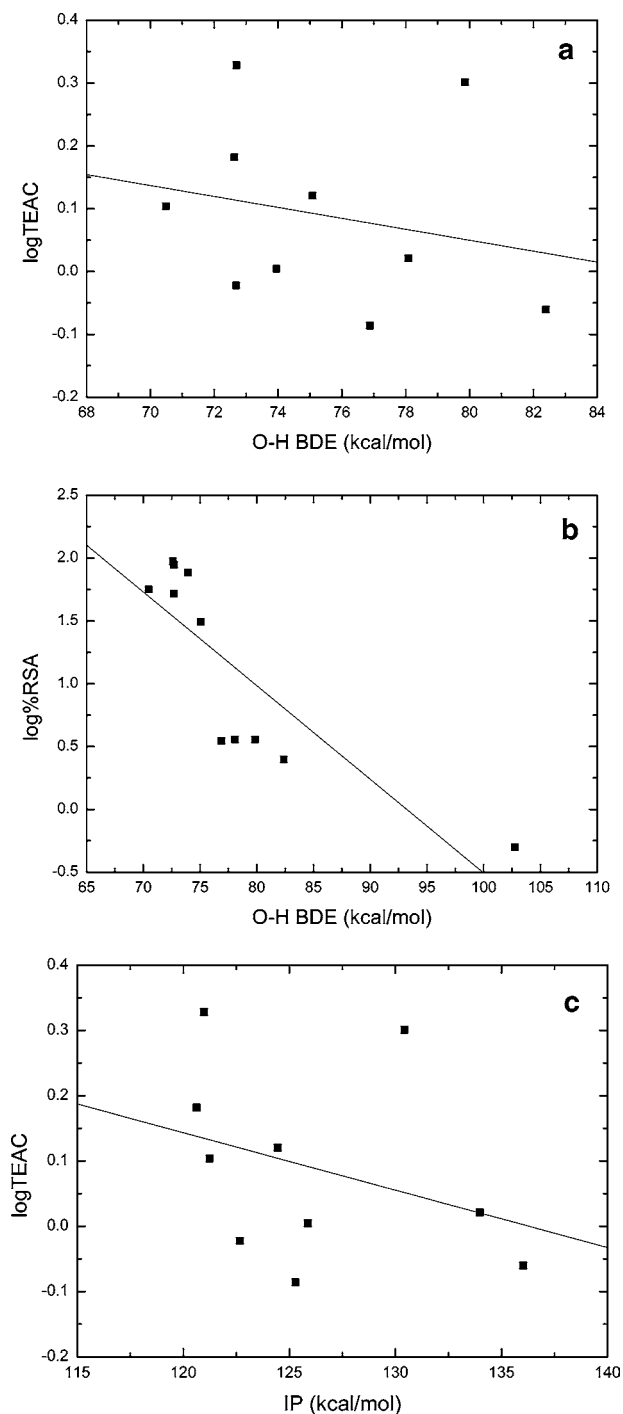 a
0.4
0.3
0.2
0.1
0.0
-0.1
-0.2
logTEAC
68 70 72 74 76 78 80 82 84
O-H BDE (kcal/mol)
b
2.5
2.0
1.5
1.0
0.5
0.0
-0.5
log%RSA
65 70 75 80 85 90 95 100 105 110
O-H BDE (kcal/mol)
c
0.4
0.3
0.2
0.1
0.0
-0.1
-0.2
logTEAC
115 120 125 130 135 140
IP (kcal/mol)